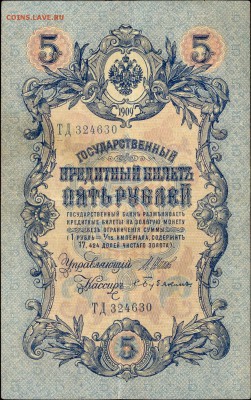 COINS.LAVE.RU
5 5
1909
ТД 324630
ГОСУДАРСТВЕННЫЙ
КРЕДИТНЫЙ БИЛЕТЪ
ПЯТЬ РУБЛЕЙ
ГОСУДАРСТВЕННЫЙ БАНКЪ РАЗМѢНИВАЕТЪ
КРЕДИТНЫЕ БИЛЕТЫ НА ЗОЛОТУЮ МОНЕТУ
БЕЗЪ ОГРАНИЧЕНІЯ СУММЫ
(1 РУБЛЬ = 1/15 ИМПЕРІАЛА, СОДЕРЖИТЪ
17,424 ДОЛЕЙ ЧИСТАГО ЗОЛОТА).
Управляющій
Кассиръ
ТД 324630
5